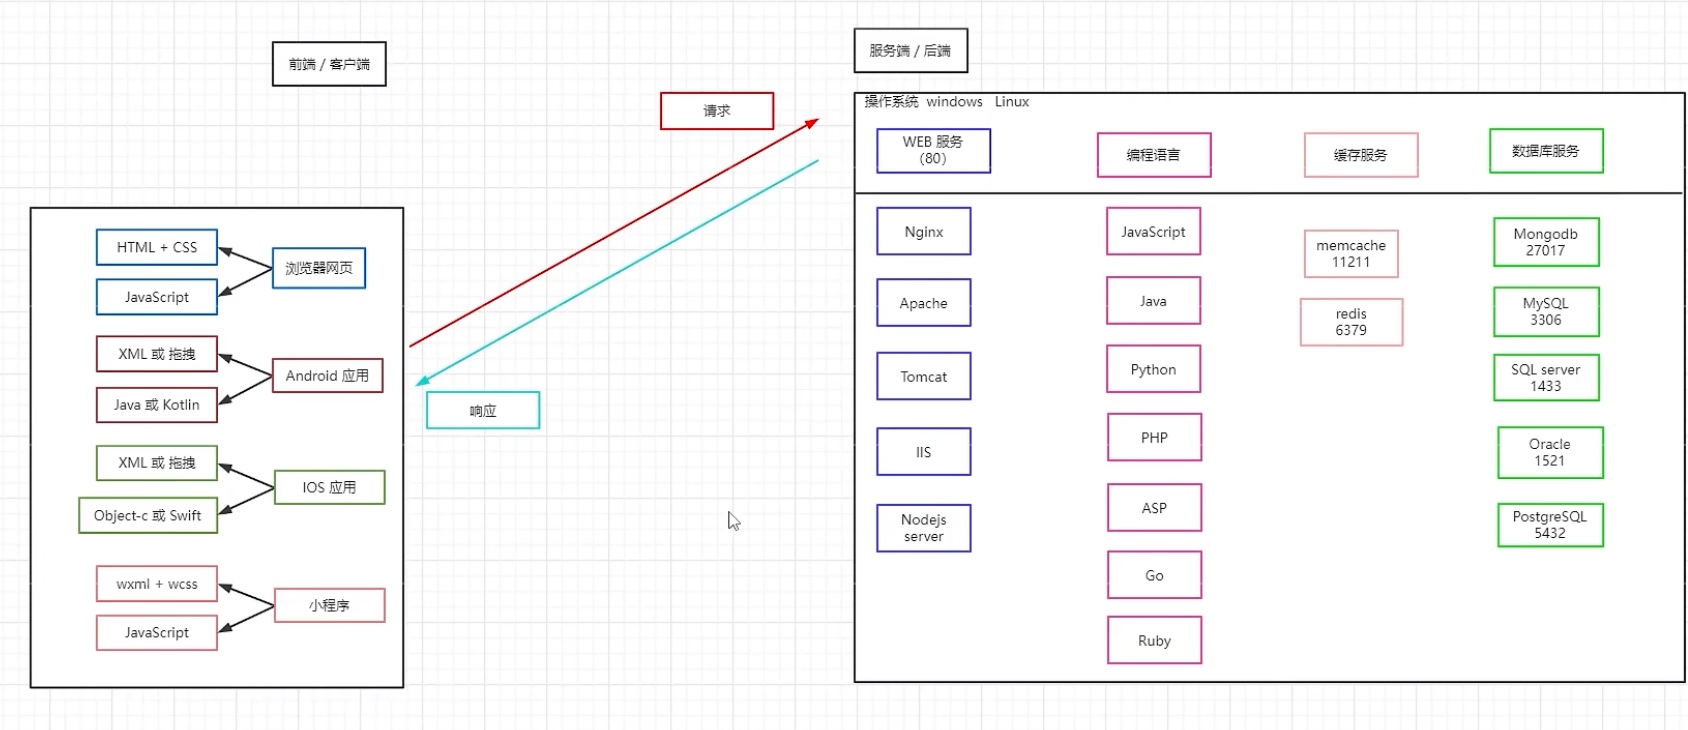 前端 / 客户端
HTML + CSS
浏览器网页
JavaScript
XML 或 拖拽
Android 应用
Java 或 Kotlin
XML 或 拖拽
IOS 应用
Object-c 或 Swift
wxml + wcss
小程序
JavaScript
请求
响应
服务端 / 后端
操作系统 windows Linux
WEB 服务
（80）
编程语言
缓存服务
数据库服务
Nginx
Apache
Tomcat
IIS
Nodejs
server
JavaScript
Java
Python
PHP
ASP
Go
Ruby
memcache
11211
redis
6379
Mongodb
27017
MySQL
3306
SQL server
1433
Oracle
1521
PostgreSQL
5432